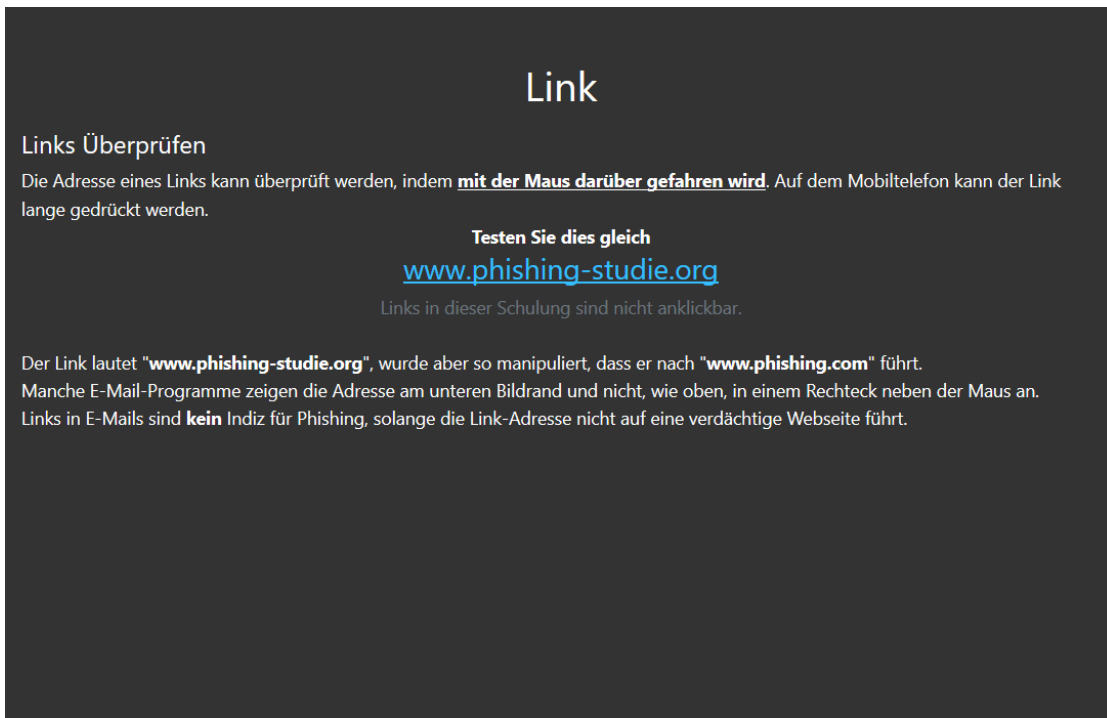 Link
Links Überprüfen
Die Adresse eines Links kann überprüft werden, indem mit der Maus darüber gefahren wird. Auf dem Mobiltelefon kann der Link
lange gedrückt werden.
Testen Sie dies gleich
www.phishing-studie.org
Links in dieser Schulung sind nicht anklickbar.
Der Link lautet "www.phishing-studie.org", wurde aber so manipuliert, dass er nach "www.phishing.com" führt.
Manche E-Mail-Programme zeigen die Adresse am unteren Bildrand und nicht, wie oben, in einem Rechteck neben der Maus an.
Links in E-Mails sind kein Indiz für Phishing, solange die Link-Adresse nicht auf eine verdächtige Webseite führt.